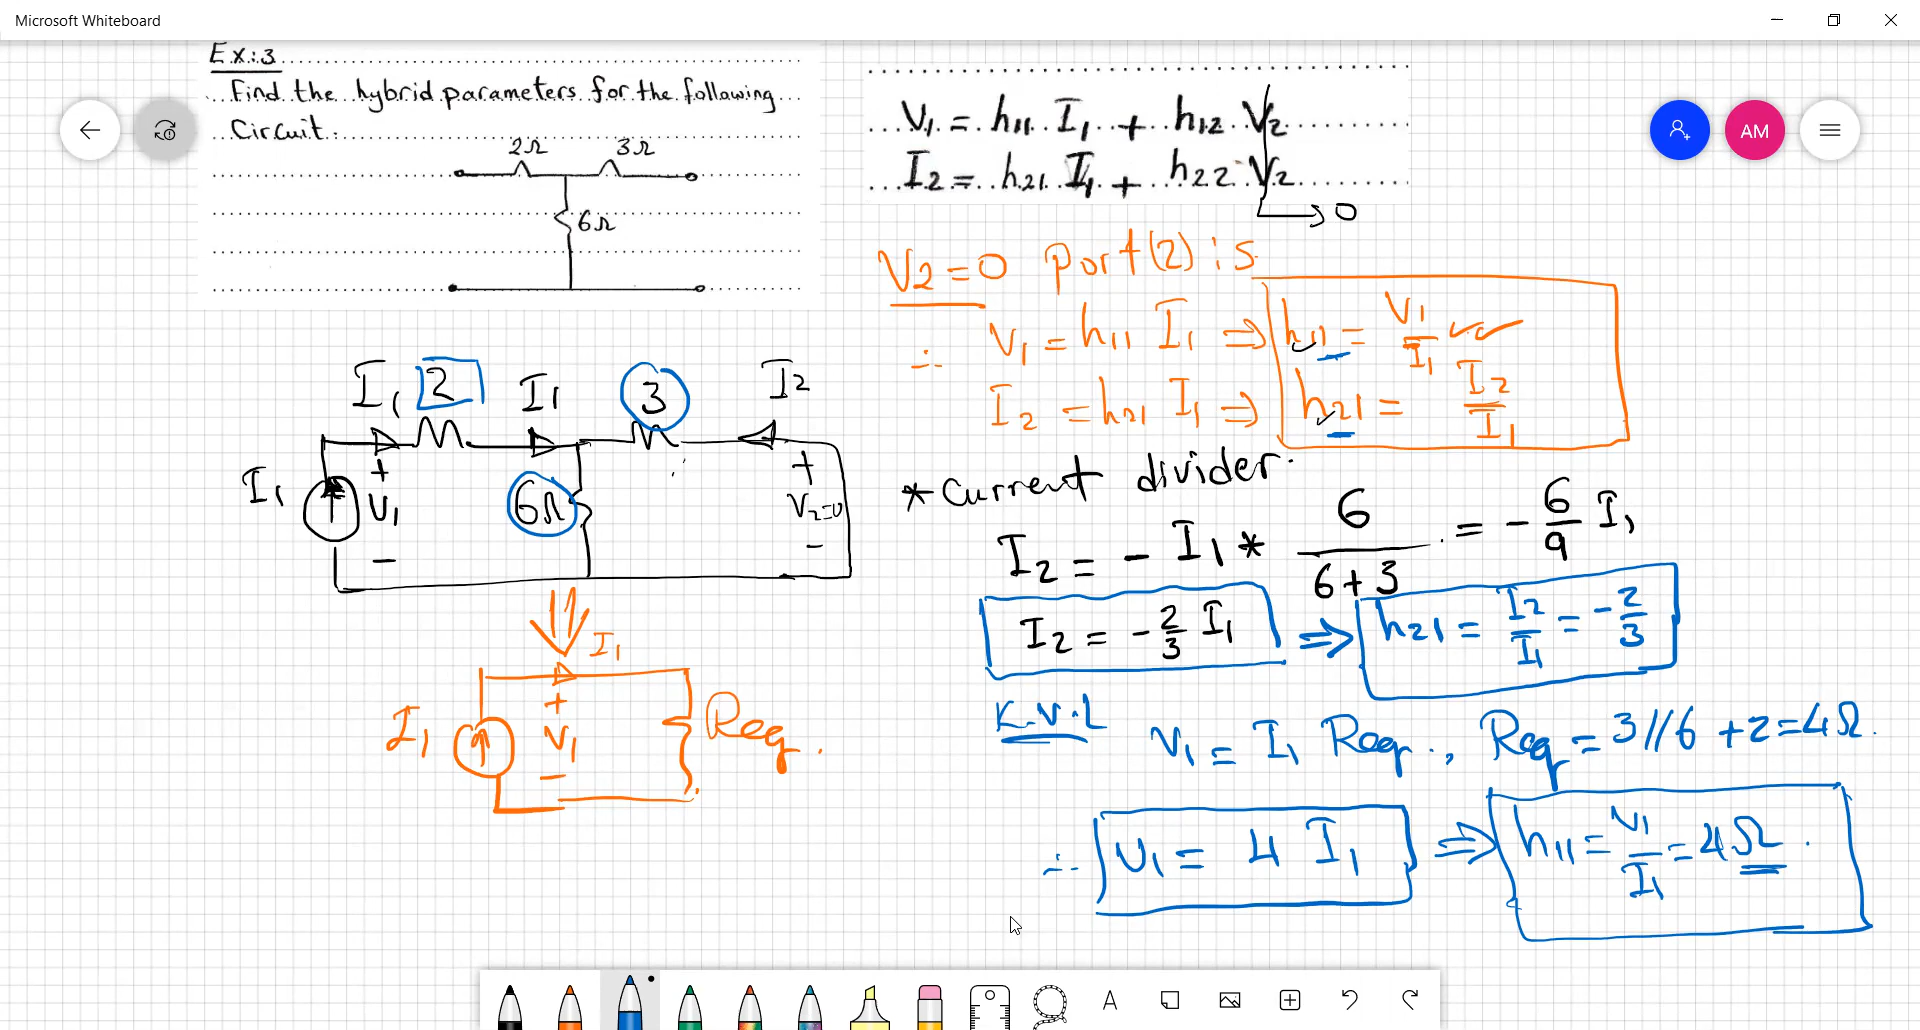 Microsoft Whiteboard
Ex:3
Find the hybrid parameters for the following
Circuit.
2Ω 3Ω
6Ω
I₁ 2 I₁ 3 I2
I₁ + V₁ - 6Ω + V2=0 -
I₁
I₁ + V₁ - Req.
V₁ = h11 I₁ + h12 V2
I2 = h21 I₁ + h22 V2
→ 0
V2=0 port(2) is
∴ V₁ = h11 I₁ ⇒ h11 = V₁/I₁
I2 = h21 I₁ ⇒ h21 = I2/I₁
* Current divider.
I2 = - I₁ * 6/(6+3) = - 6/9 I₁
I2 = - 2/3 I₁ ⇒ h21 = I2/I₁ = - 2/3
K.V.L
V₁ = I₁ Req., Req = 3//6 + 2 = 4Ω.
∴ V₁ = 4 I₁ ⇒ h11 = V₁/I₁ = 4Ω.
AM
A